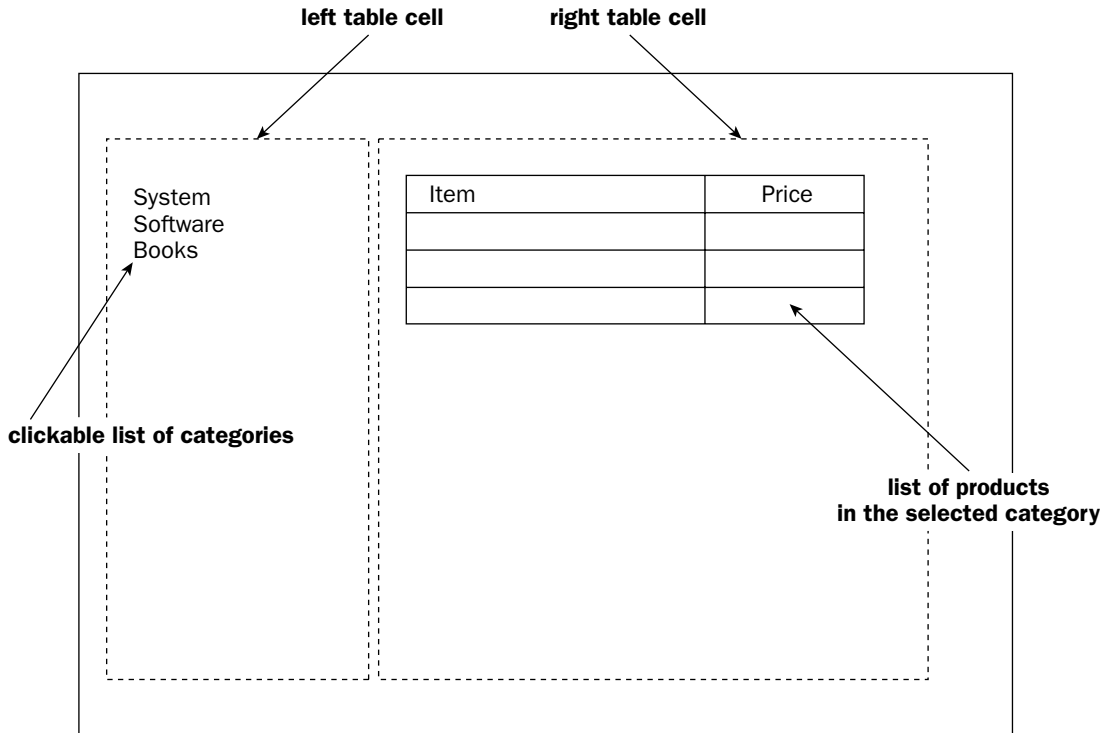 left table cell
right table cell
System
Software
Books
Item
Price
clickable list of categories
list of products
in the selected category